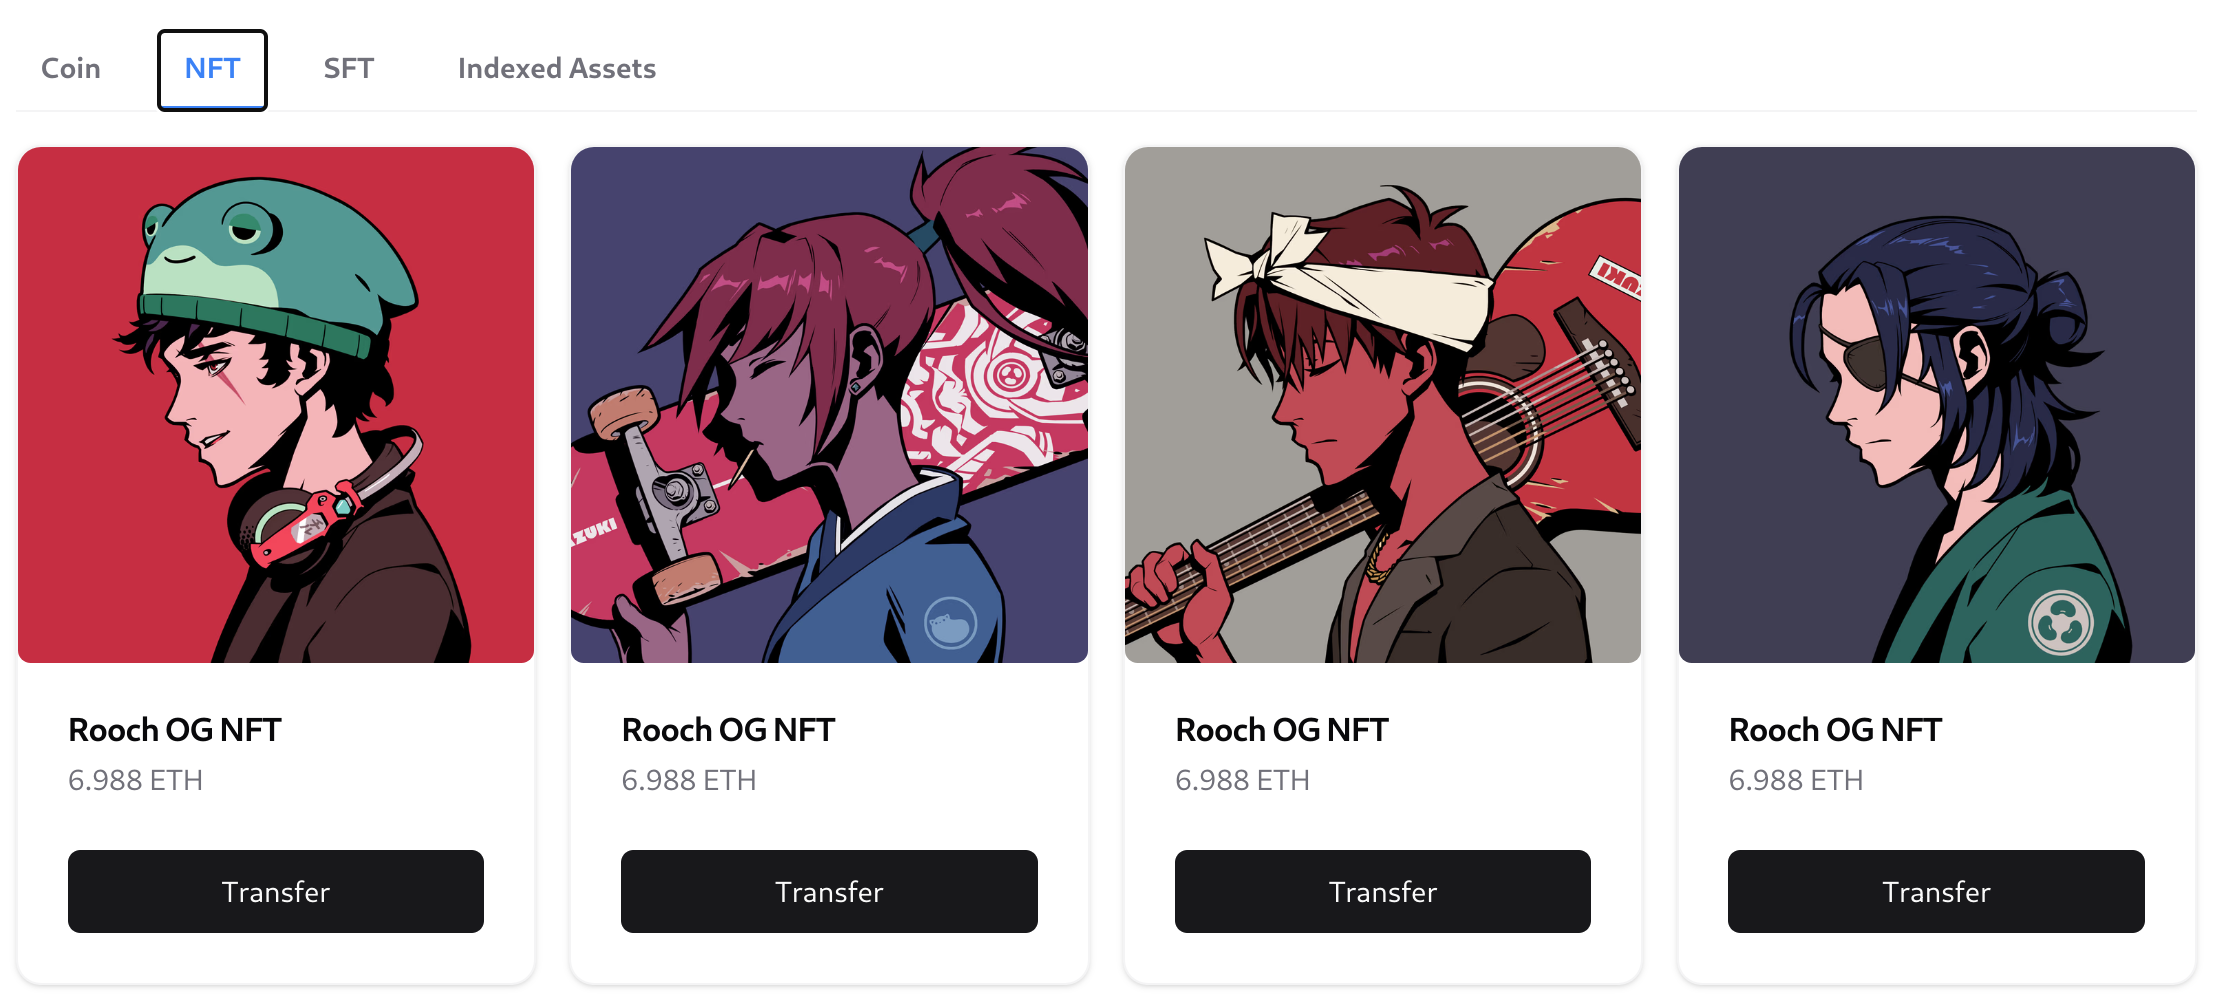 Coin
NFT
SFT
Indexed Assets
AZUKI
Rooch OG NFT
6.988 ETH
Transfer
Rooch OG NFT
6.988 ETH
Transfer
Rooch OG NFT
6.988 ETH
Transfer
Rooch OG NFT
6.988 ETH
Transfer